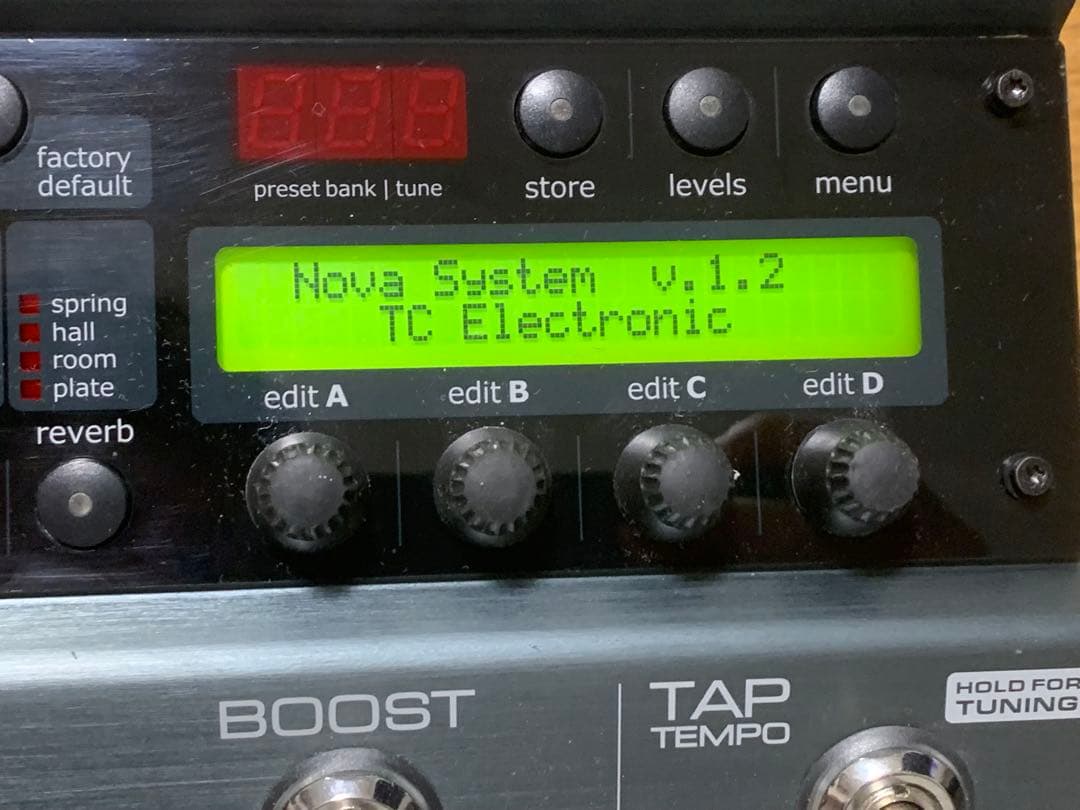 factory
default
preset bank | tune
store
levels
menu
Nova System v.1.2
TC Electronic
spring
hall
room
plate
reverb
edit A
edit B
edit C
edit D
BOOST
TAP
TEMPO
HOLD FOR
TUNING